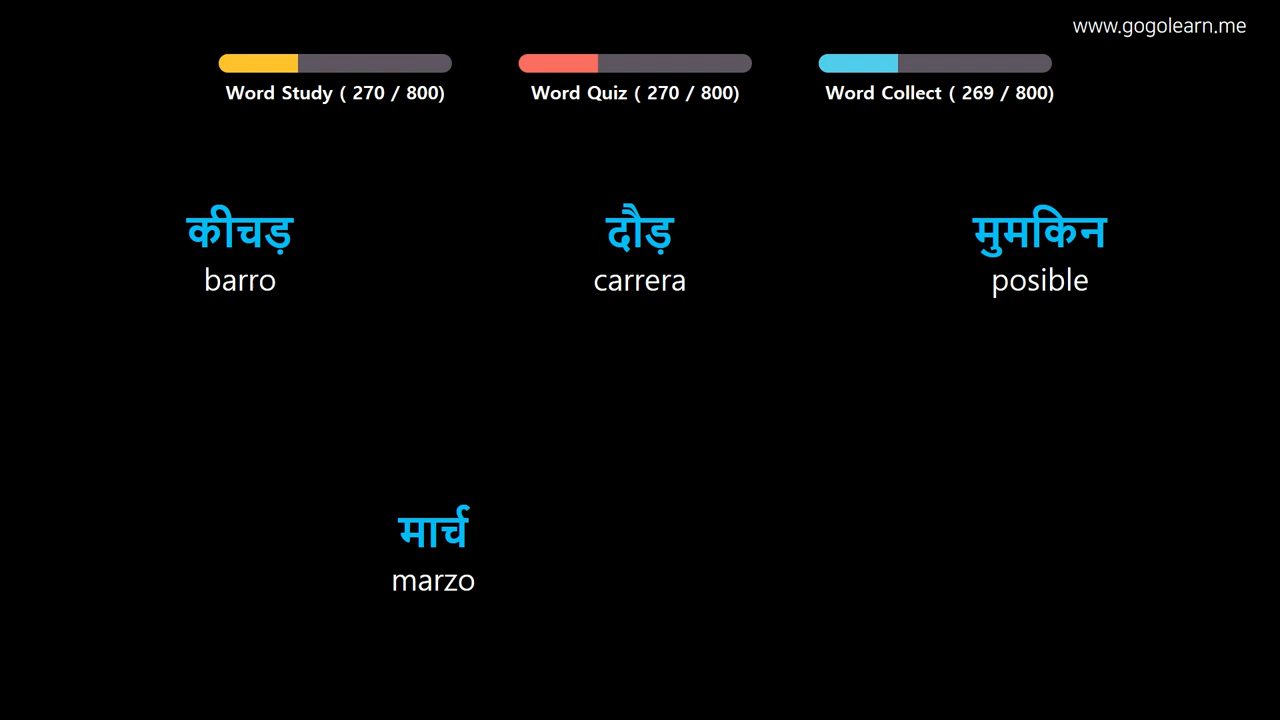 www.gogolearn.me
Word Study ( 270 / 800)
Word Quiz ( 270 / 800)
Word Collect ( 269 / 800)
कीचड़
barro
दौड़
carrera
मुमकिन
posible
मार्च
marzo